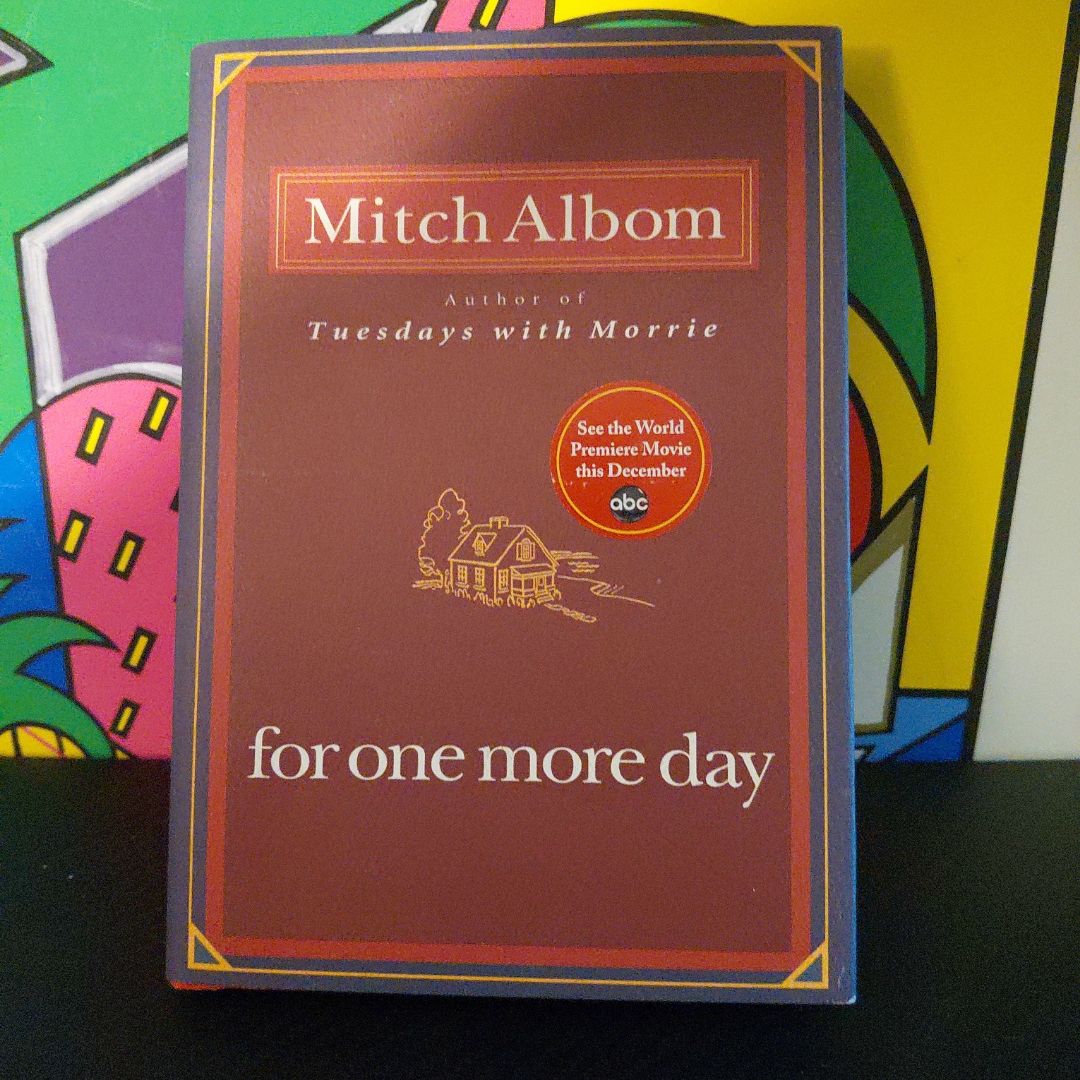 Mitch Albom
Author of
Tuesdays with Morrie
See the World
Premiere Movie
this December
abc
for one more day